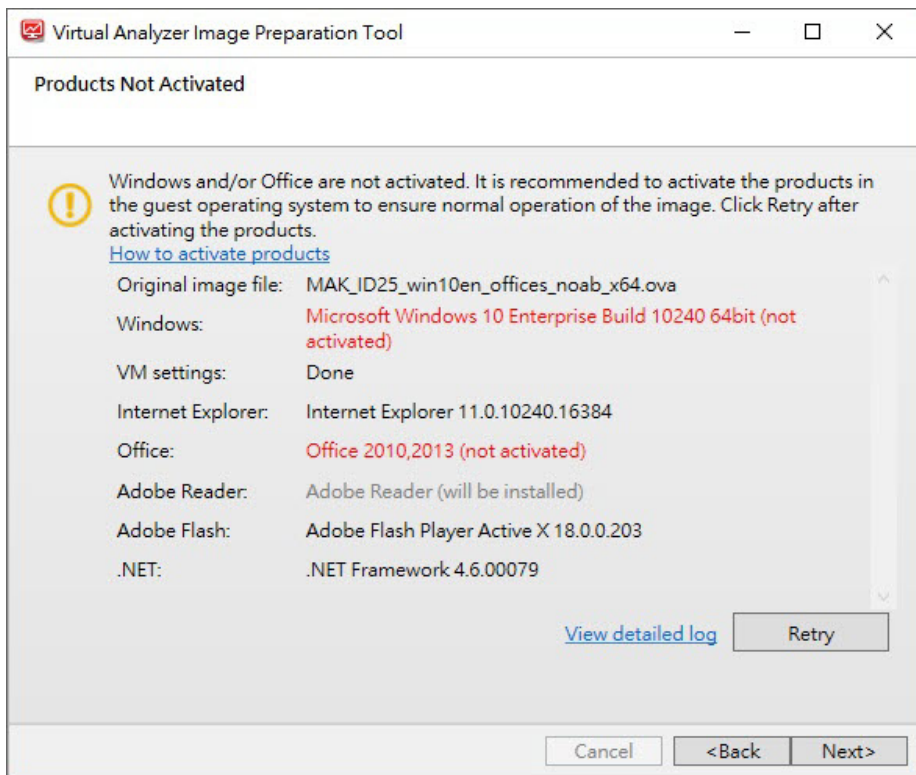 Virtual Analyzer Image Preparation Tool
Products Not Activated
Windows and/or Office are not activated. It is recommended to activate the products in
the guest operating system to ensure normal operation of the image. Click Retry after
activating the products.
How to activate products
Original image file: MAK_ID25_win10en_offices_noab_x64.ova
Windows: Microsoft Windows 10 Enterprise Build 10240 64bit (not
activated)
VM settings: Done
Internet Explorer: Internet Explorer 11.0.10240.16384
Office: Office 2010,2013 (not activated)
Adobe Reader: Adobe Reader (will be installed)
Adobe Flash: Adobe Flash Player Active X 18.0.0.203
.NET: .NET Framework 4.6.00079
View detailed log Retry
Cancel <Back Next>